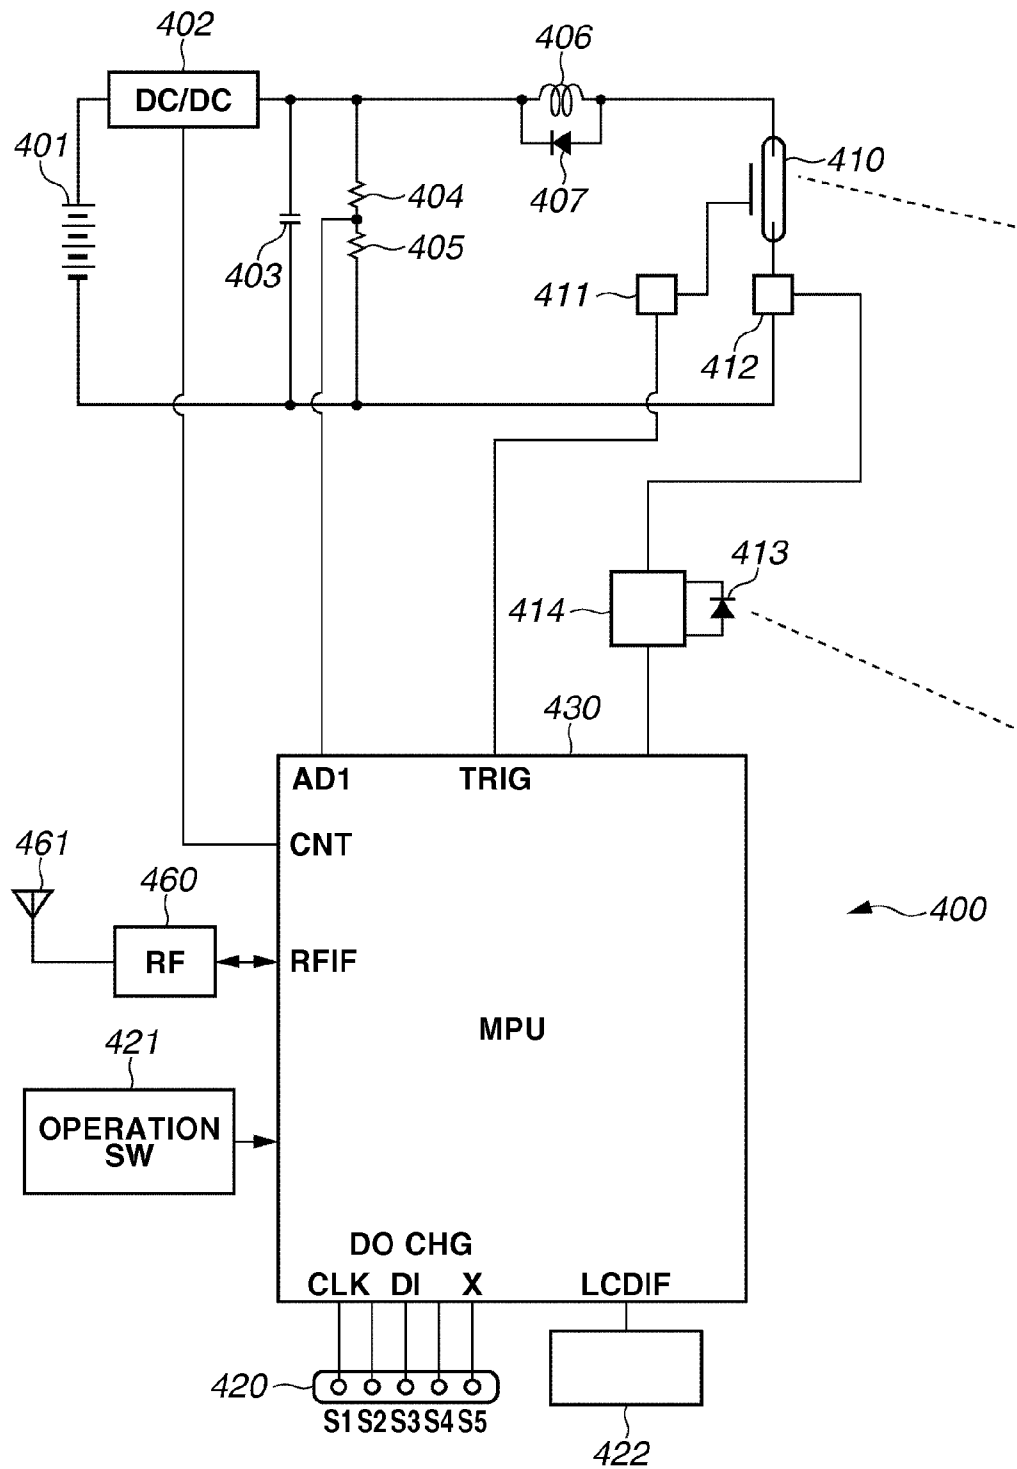 402
406
DC/DC
401
410
404
407
405
403
411
412
413
414
430
AD1 TRIG
461
CNT
460
400
RF
RFIF
MPU
421
OPERATION
SW
DO CHG
CLK DI X LCDIF
420
S1 S2 S3 S4 S5
422